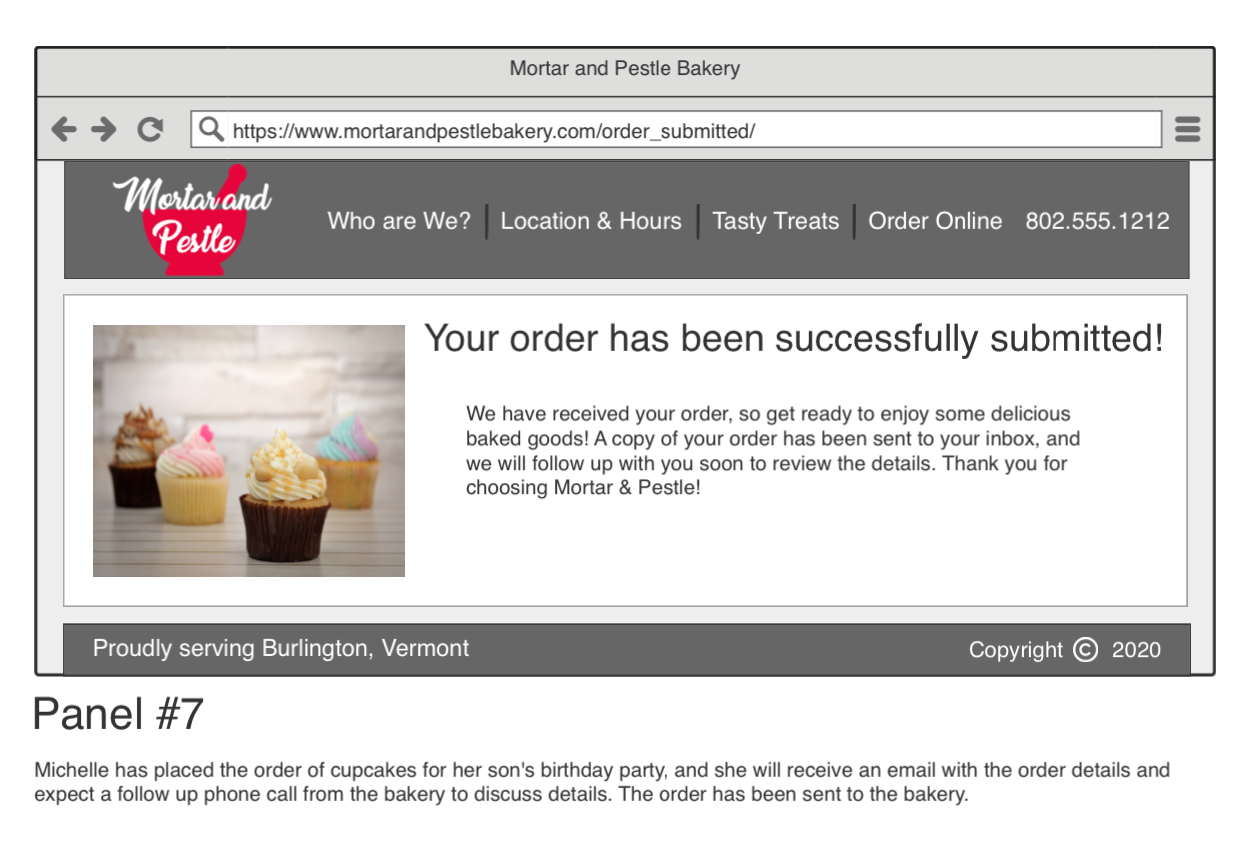 Mortar and Pestle Bakery
https://www.mortarandpestlebakery.com/order_submitted/
Mortar and
Pestle
Who are We? Location & Hours Tasty Treats Order Online 802.555.1212
Your order has been successfully submitted!
We have received your order, so get ready to enjoy some delicious
baked goods! A copy of your order has been sent to your inbox, and
we will follow up with you soon to review the details. Thank you for
choosing Mortar & Pestle!
Proudly serving Burlington, Vermont Copyright © 2020
Panel #7
Michelle has placed the order of cupcakes for her son's birthday party, and she will receive an email with the order details and
expect a follow up phone call from the bakery to discuss details. The order has been sent to the bakery.